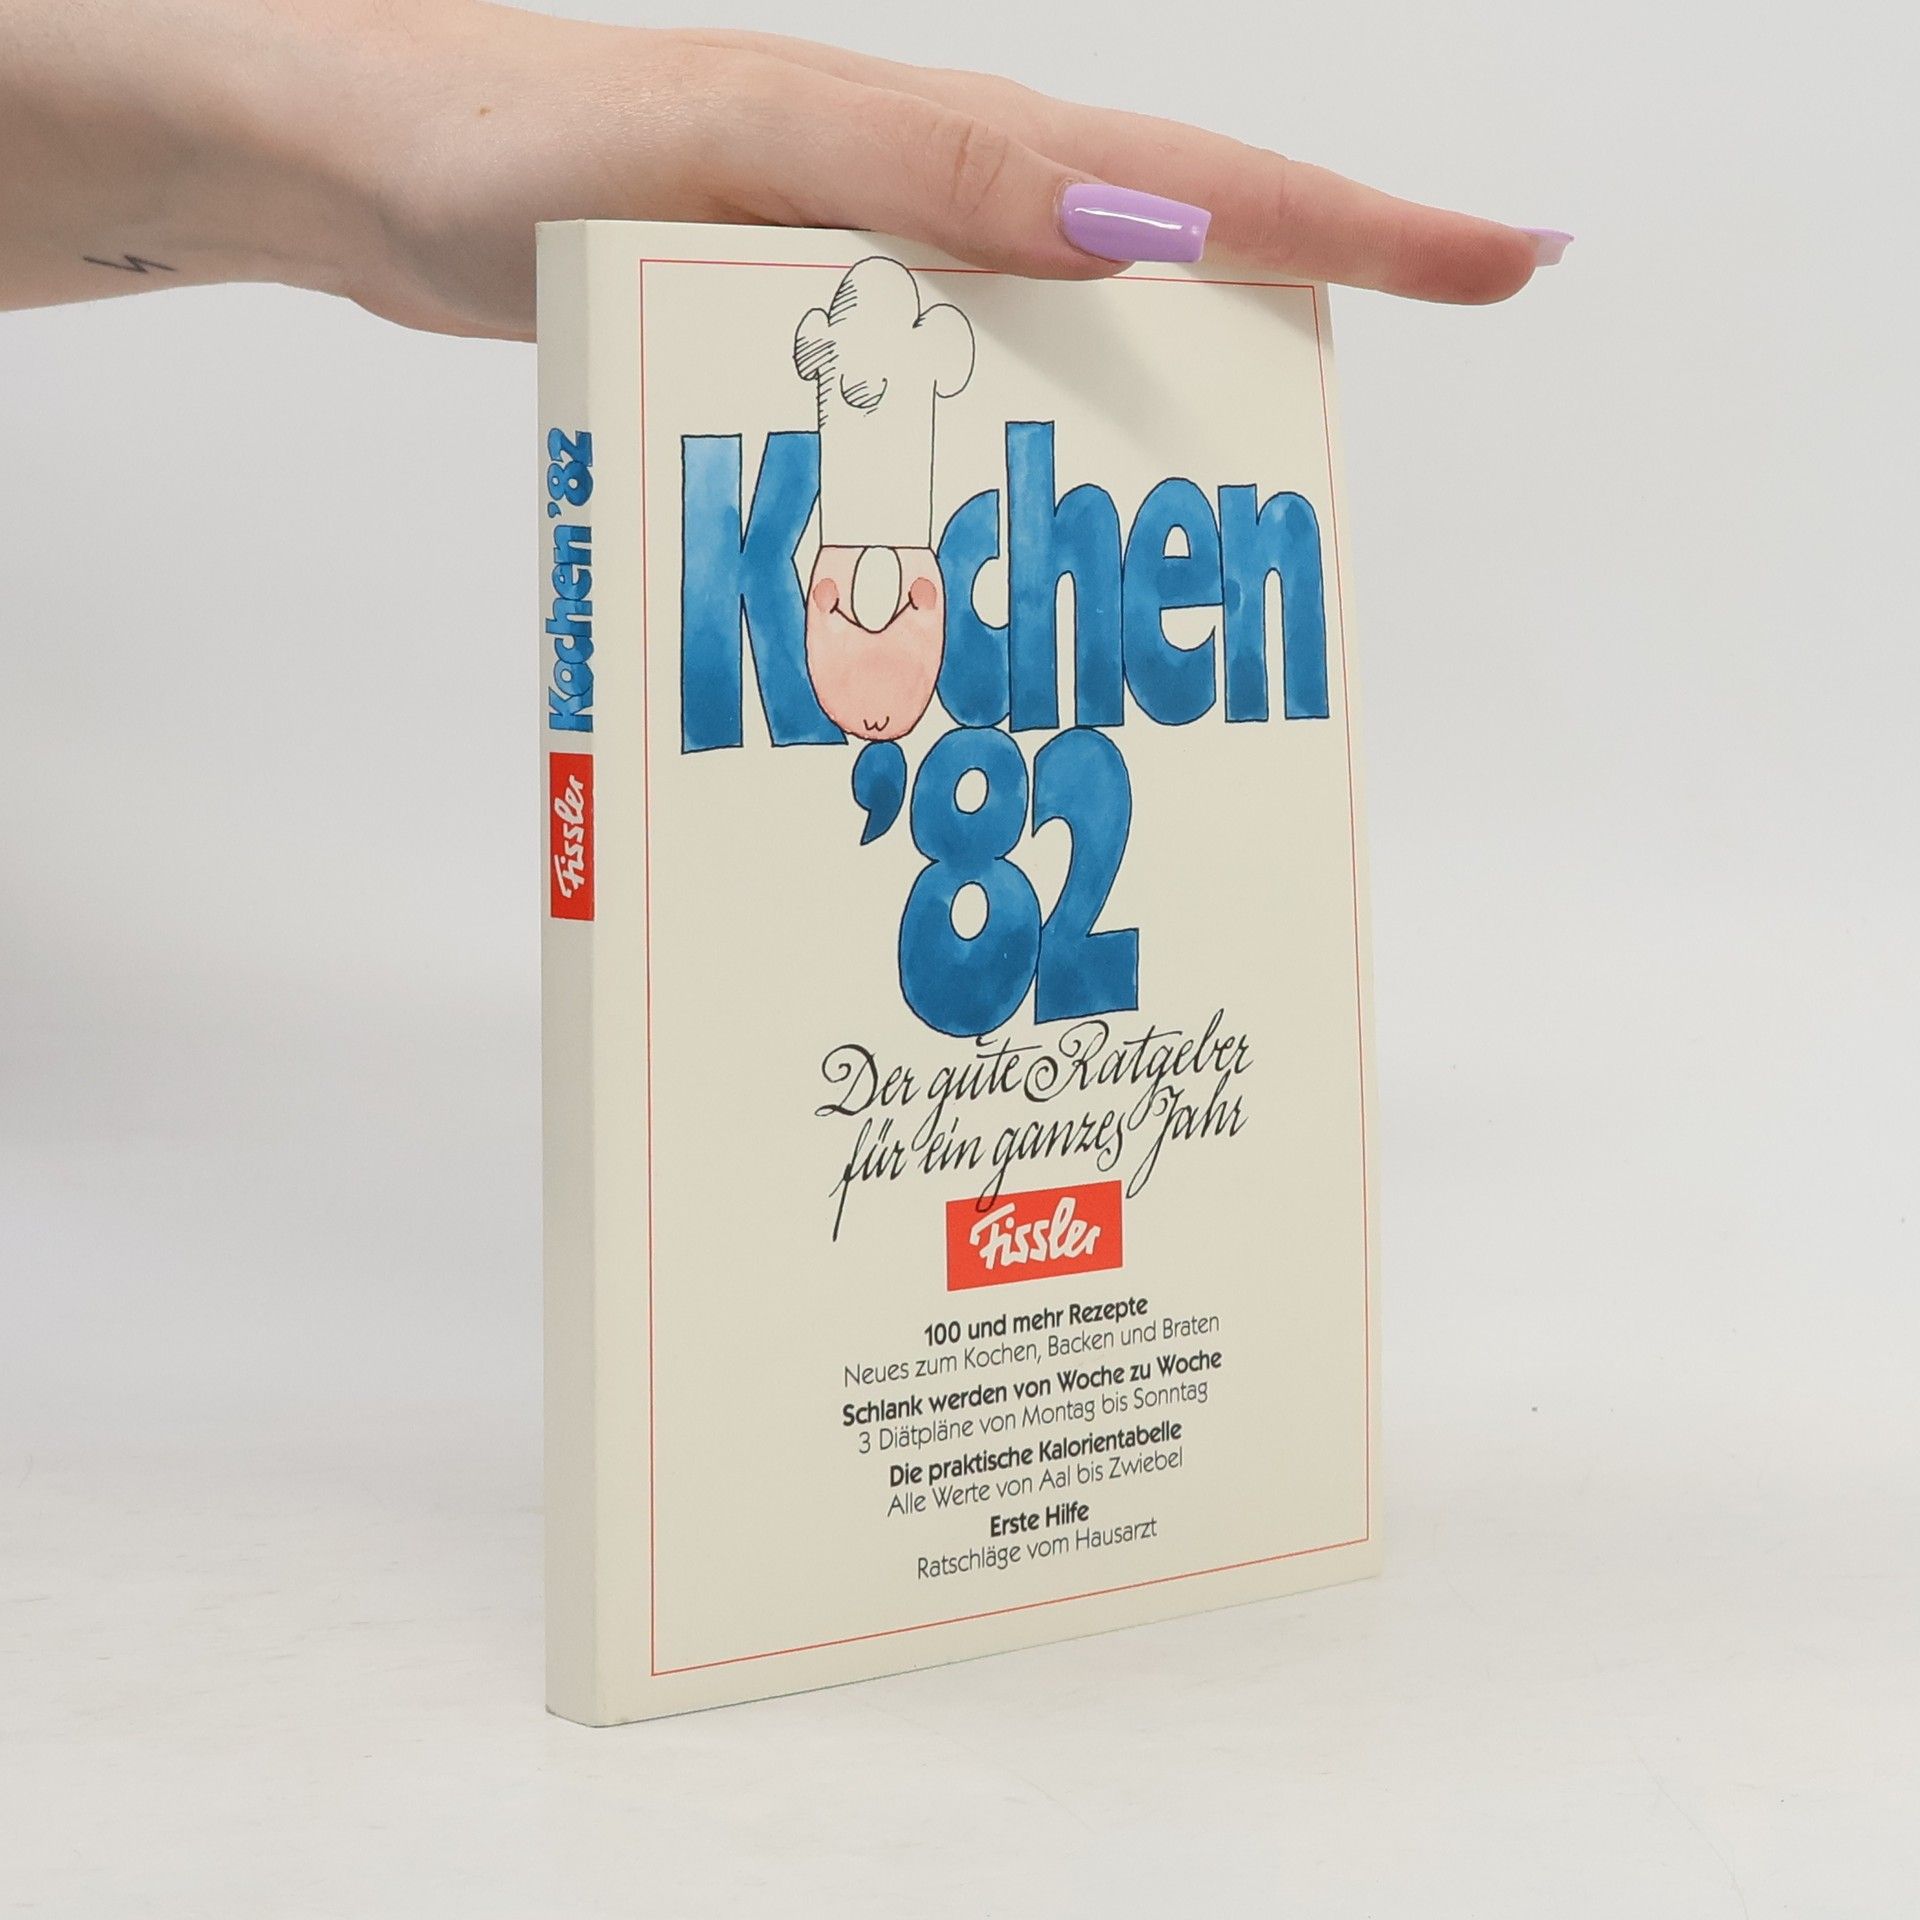 Kochen '82
Fissler
Kochen
'82
Der gute Ratgeber
für ein ganzes Jahr
Fissler
100 und mehr Rezepte
Neues zum Kochen, Backen und Braten
Schlank werden von Woche zu Woche
3 Diätpläne von Montag bis Sonntag
Die praktische Kalorientabelle
Alle Werte von Aal bis Zwiebel
Erste Hilfe
Ratschläge vom Hausarzt